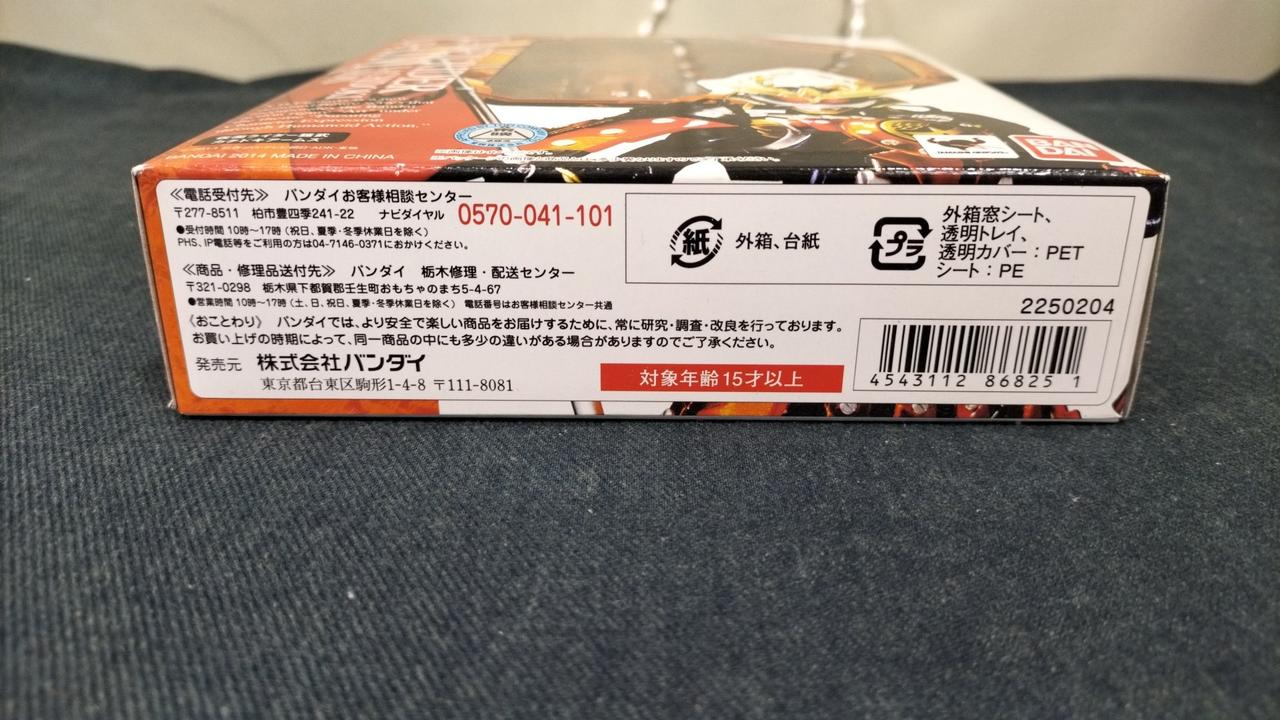 BANDAI 2014 MADE IN CHINA
BAN
DAI
Humanoid Action."
≪電話受付先≫ バンダイお客様相談センター
〒277-8511 柏市豊四季241-22 ナビダイヤル 0570-041-101
●受付時間 10時〜17時（祝日、夏季・冬季休業日を除く）
PHS、IP電話等をご利用の方は04-7146-0371におかけください。
≪商品・修理品送付先≫ バンダイ 栃木修理・配送センター
〒321-0298 栃木県下都賀郡壬生町おもちゃのまち5-4-67
●営業時間 10時〜17時（土、日、祝日、夏季・冬季休業日を除く） 電話番号はお客様相談センター共通
《おことわり》 バンダイでは、より安全で楽しい商品をお届けするために、常に研究・調査・改良を行っております。
お買い上げの時期によって、同一商品の中にも多少の違いがある場合がありますのでご了承ください。
発売元 株式会社バンダイ
東京都台東区駒形1-4-8 〒111-8081
対象年齢15才以上
紙 外箱、台紙
プラ 外箱窓シート、
透明トレイ、
透明カバー：PET
シート：PE
2250204
4543112 86825 1